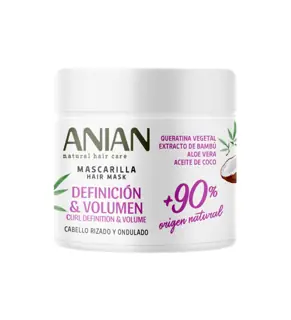 ANIAN
natural hair care
MASCARILLA
HAIR MASK
DEFINICIÓN
& VOLUMEN
CURL DEFINITION & VOLUME
CABELLO RIZADO Y ONDULADO
QUERATINA VEGETAL
EXTRACTO DE BAMBÚ
ALOE VERA
ACEITE DE COCO
+90%
origen natural